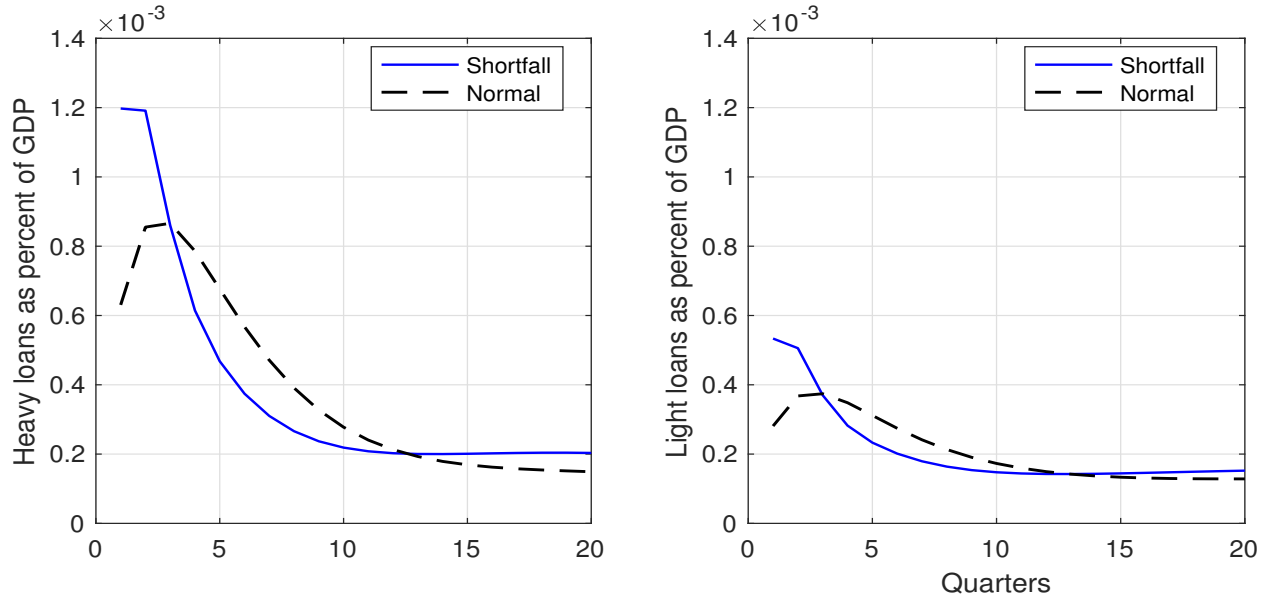 ×10⁻³
1.4
1.2
1
0.8
0.6
0.4
0.2
0
Heavy loans as percent of GDP
Shortfall
Normal
0 5 10 15 20
×10⁻³
1.4
1.2
1
0.8
0.6
0.4
0.2
0
Light loans as percent of GDP
Shortfall
Normal
0 5 10 15 20
Quarters